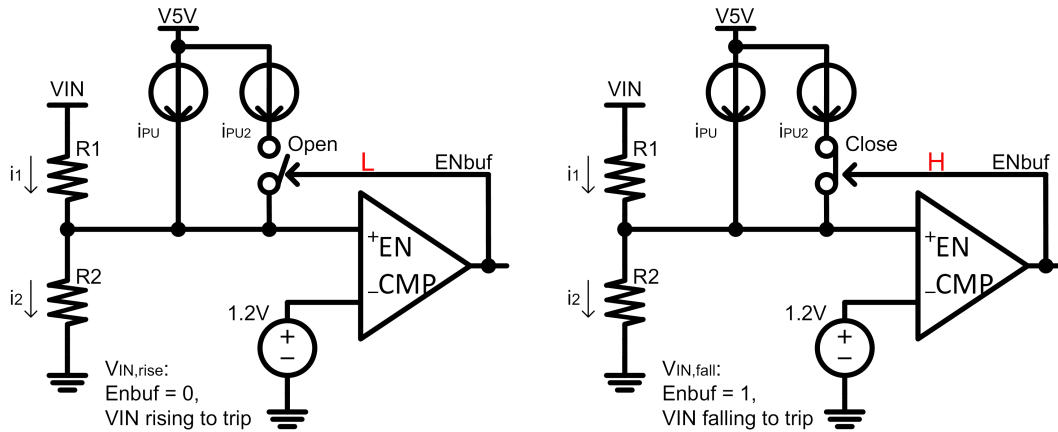 V5V
VIN
iPU
iPU2
Open
R1
i1
L
ENbuf
+
EN
R2
i2
–
CMP
1.2V
+
–
VIN,rise:
Enbuf = 0,
VIN rising to trip
V5V
VIN
iPU
iPU2
Close
R1
i1
H
ENbuf
+
EN
R2
i2
–
CMP
1.2V
+
–
VIN,fall:
Enbuf = 1,
VIN falling to trip